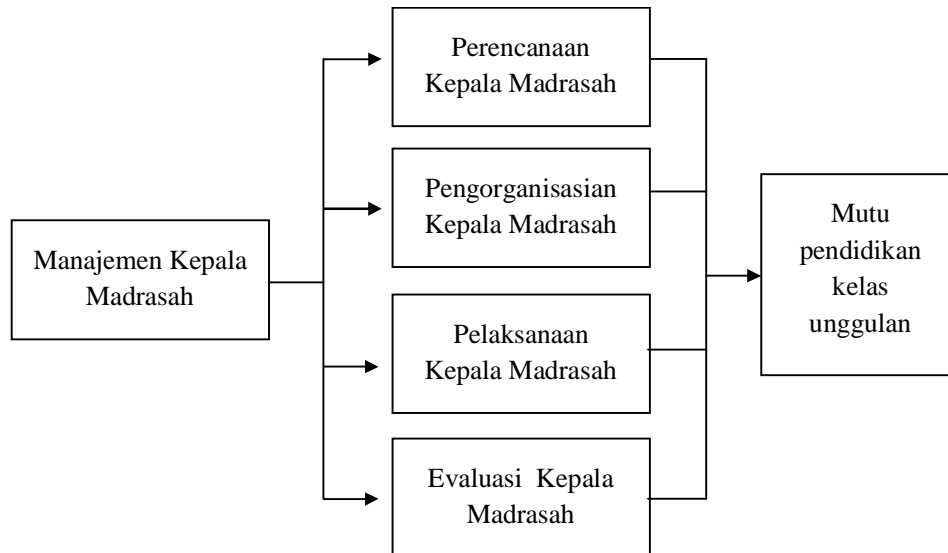 Perencanaan
Kepala Madrasah
Pengorganisasian
Kepala Madrasah
Manajemen Kepala
Madrasah
Mutu
pendidikan
kelas
unggulan
Pelaksanaan
Kepala Madrasah
Evaluasi  Kepala
Madrasah